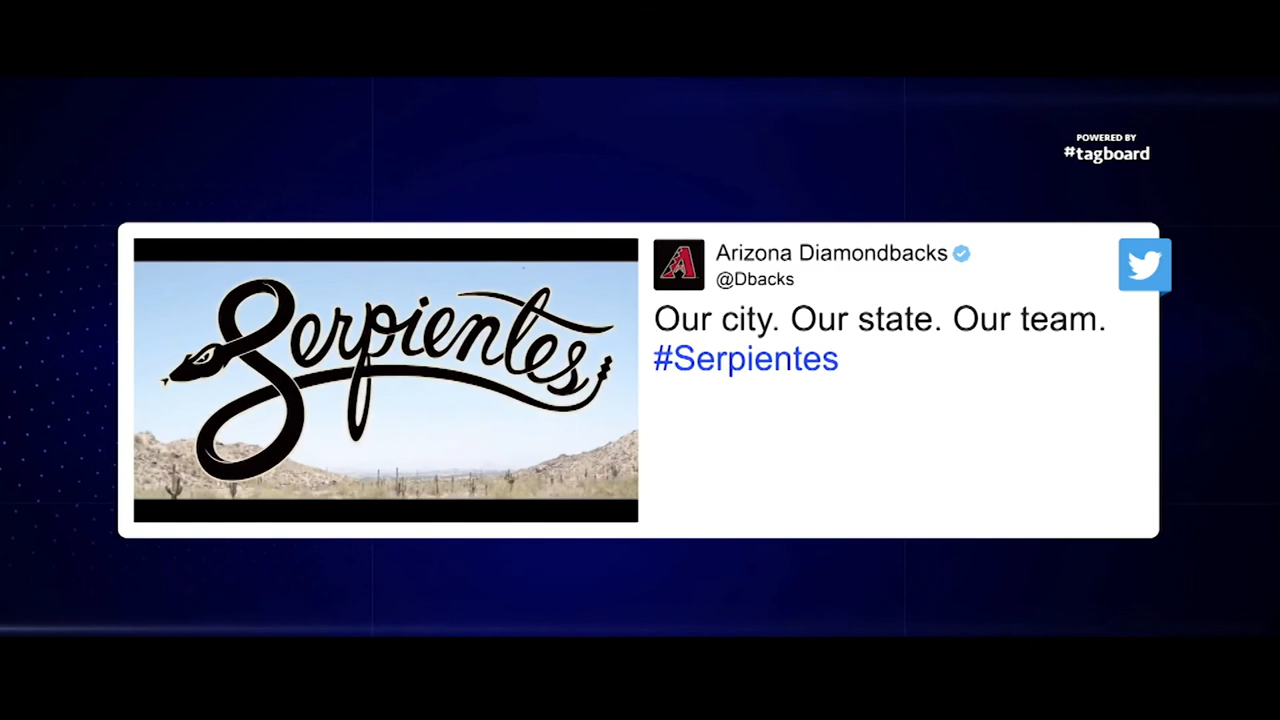 POWERED BY
#tagboard
Serpientes
A
Arizona Diamondbacks
@Dbacks
Our city. Our state. Our team.
#Serpientes